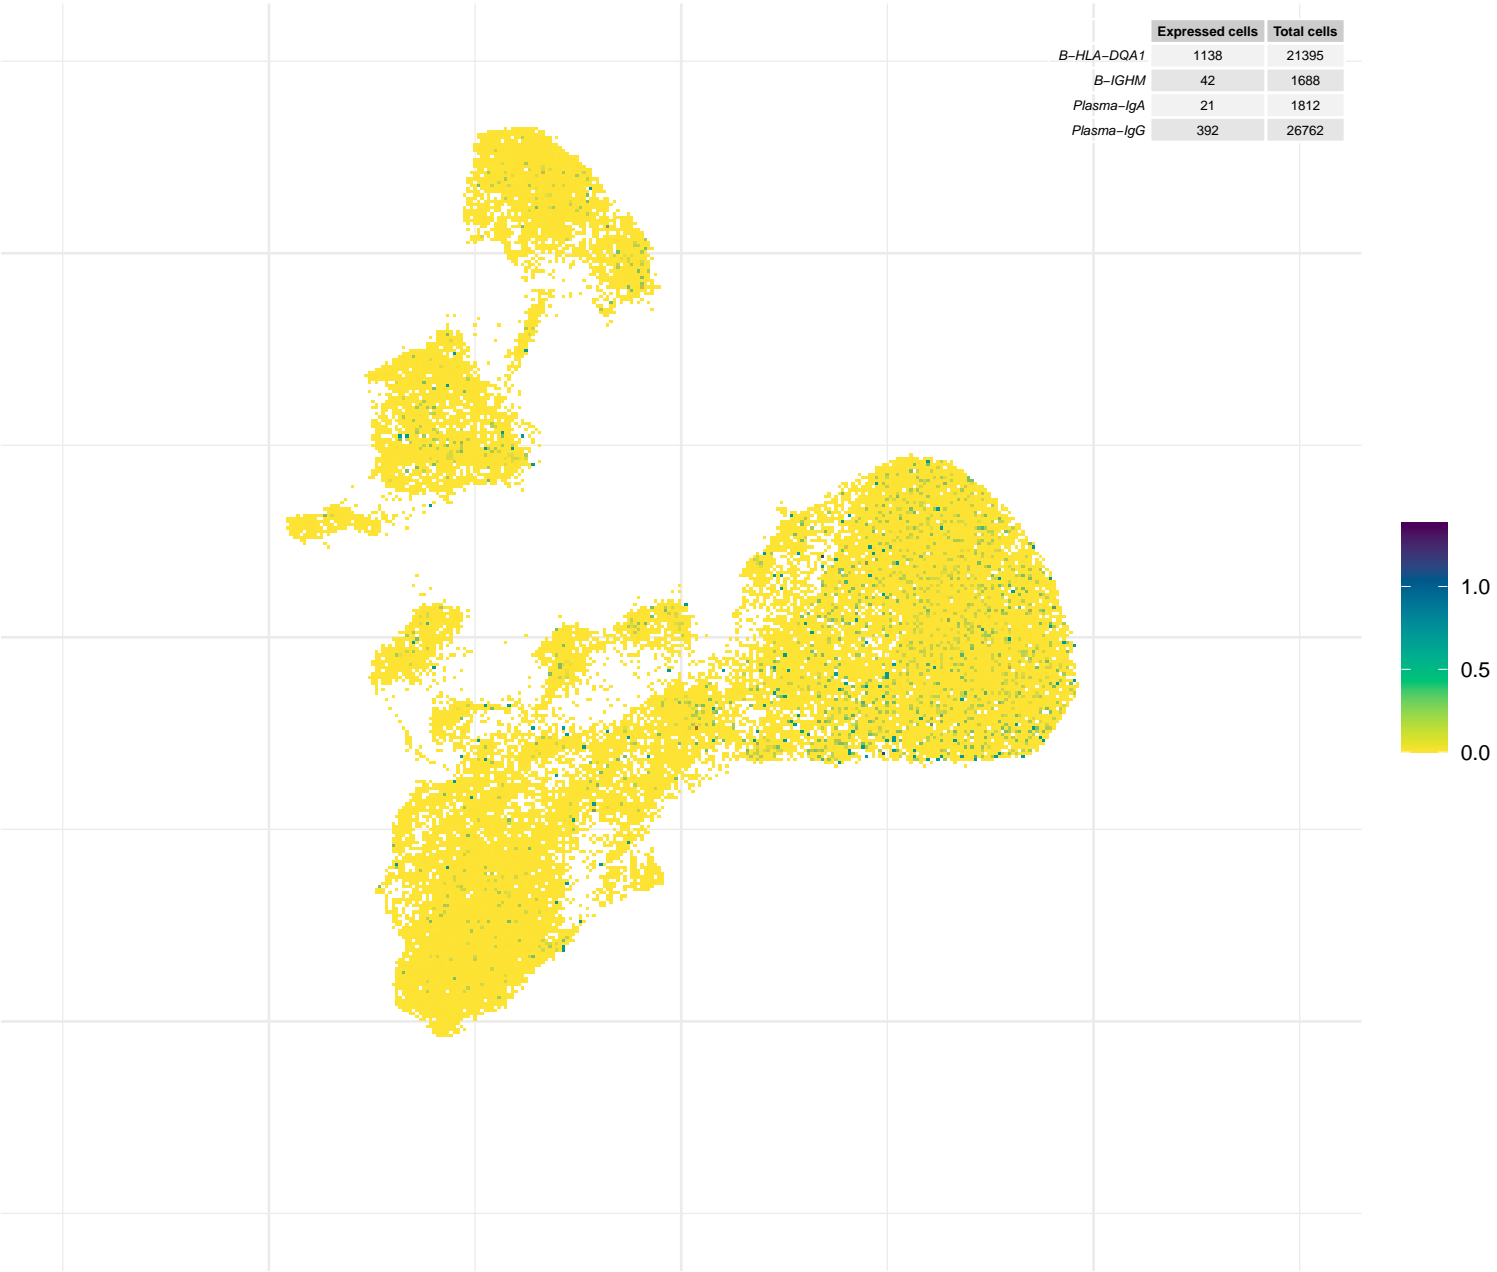 Expressed cells Total cells
B−HLA−DQA1 1138 21395
B−IGHM 42 1688
Plasma−IgA 21 1812
Plasma−IgG 392 26762
1.0
0.5
0.0